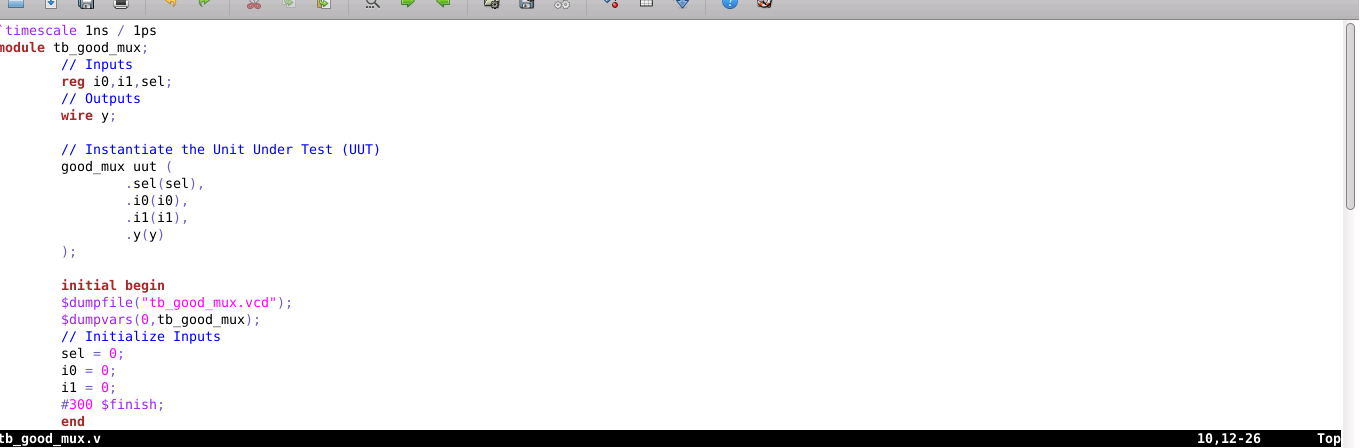 `timescale 1ns / 1ps
module tb_good_mux;
// Inputs
reg i0,i1,sel;
// Outputs
wire y;
// Instantiate the Unit Under Test (UUT)
good_mux uut (
.sel(sel),
.i0(i0),
.i1(i1),
.y(y)
);
initial begin
$dumpfile("tb_good_mux.vcd");
$dumpvars(0,tb_good_mux);
// Initialize Inputs
sel = 0;
i0 = 0;
i1 = 0;
#300 $finish;
end
tb_good_mux.v 10,12-26 Top